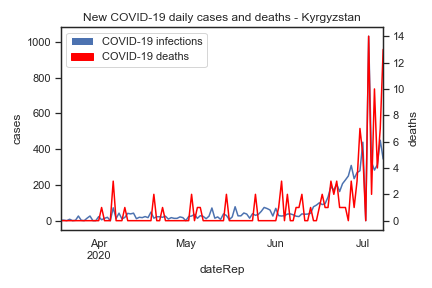 New COVID-19 daily cases and deaths - Kyrgyzstan
COVID-19 infections
COVID-19 deaths
1000
800
600
400
200
0
cases
14
12
10
8
6
4
2
0
deaths
Apr
2020
May
Jun
Jul
dateRep